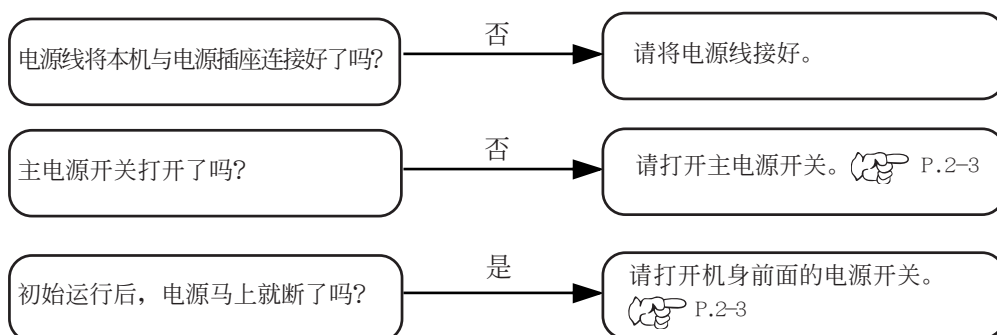 电源线将本机与电源插座连接好了吗?
否
请将电源线接好。
主电源开关打开了吗?
否
请打开主电源开关。 P.2-3
初始运行后，电源马上就断了吗?
是
请打开机身前面的电源开关。
P.2-3